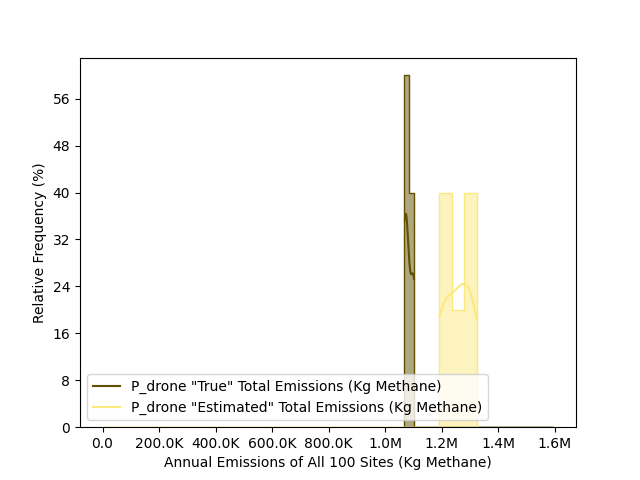 Relative Frequency (%)
56
48
40
32
24
16
8
0
P_drone "True" Total Emissions (Kg Methane)
P_drone "Estimated" Total Emissions (Kg Methane)
0.0 200.0K 400.0K 600.0K 800.0K 1.0M 1.2M 1.4M 1.6M
Annual Emissions of All 100 Sites (Kg Methane)